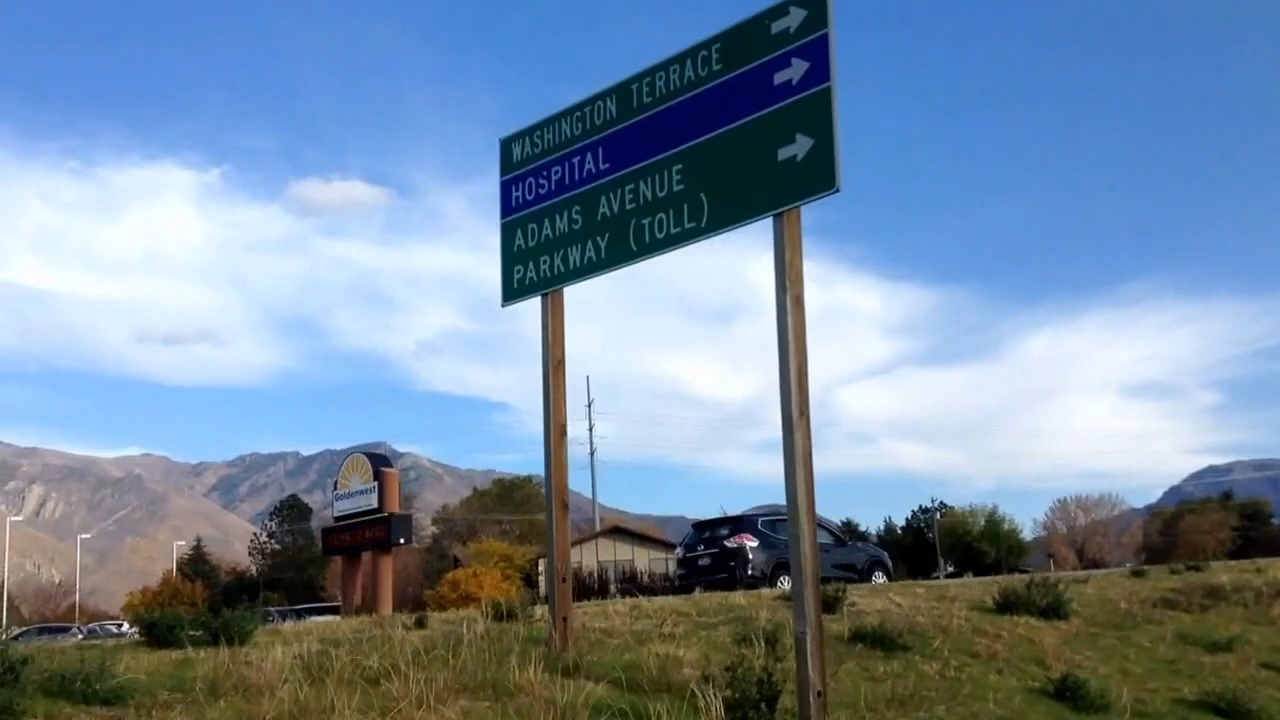 WASHINGTON TERRACE
HOSPITAL
ADAMS AVENUE
PARKWAY (TOLL)
Goldenwest